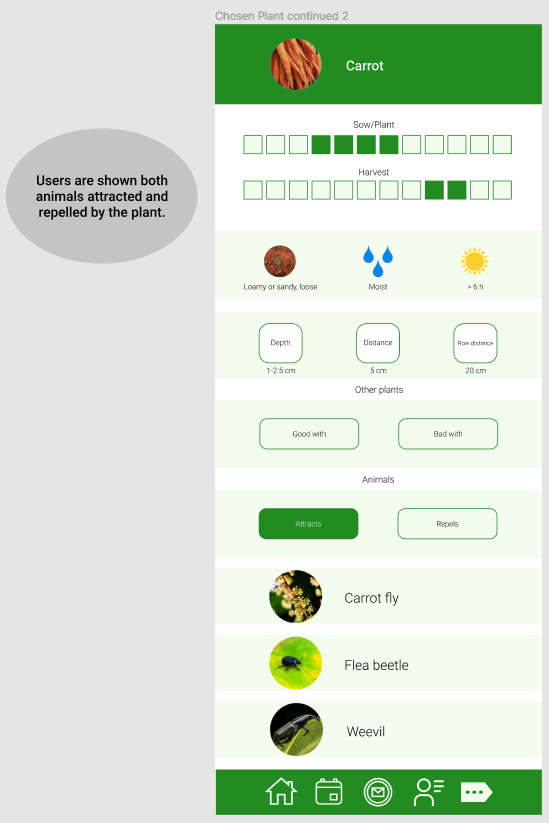 Chosen Plant continued 2
Carrot
Users are shown both
animals attracted and
repelled by the plant.
Sow/Plant
Harvest
Loamy or sandy, loose
Moist
> 6 h
Depth
Distance
Row distance
1-2.5 cm
5 cm
20 cm
Other plants
Good with
Bad with
Animals
Attracts
Repels
Carrot fly
Flea beetle
Weevil